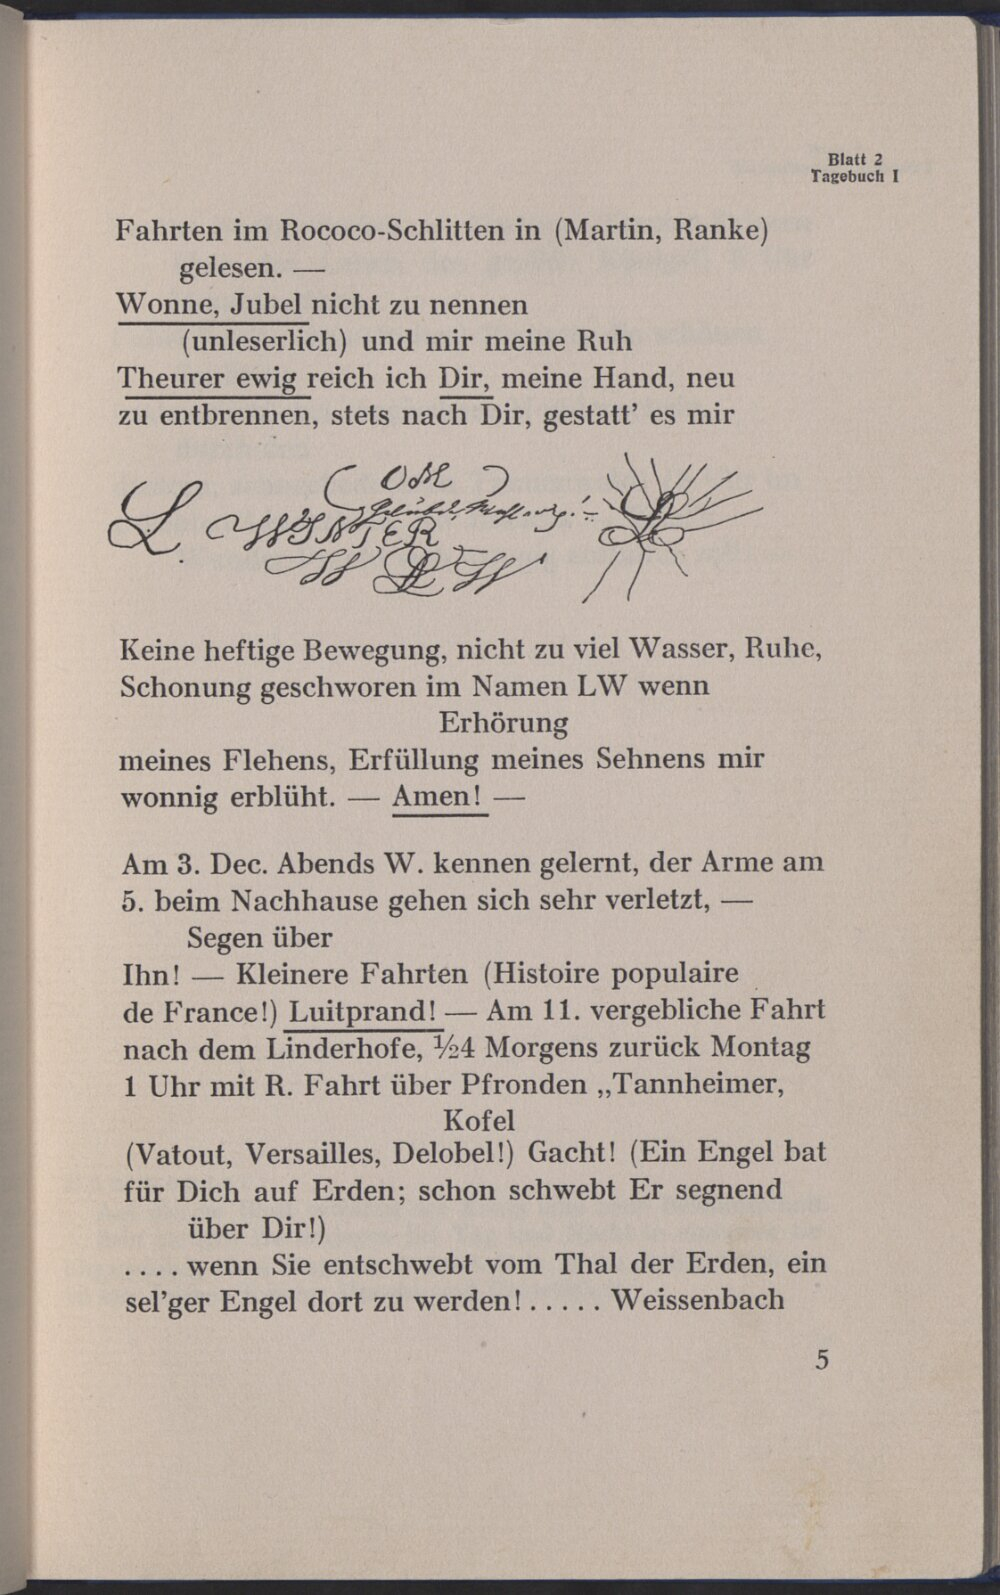 Blatt 2
Tagebuch I
Fahrten im Rococo-Schlitten in (Martin, Ranke)
gelesen. —
Wonne, Jubel nicht zu nennen
(unleserlich) und mir meine Ruh
Theurer ewig reich ich Dir, meine Hand, neu
zu entbrennen, stets nach Dir, gestatt’ es mir
L WINTER
Keine heftige Bewegung, nicht zu viel Wasser, Ruhe,
Schonung geschworen im Namen LW wenn
Erhörung
meines Flehens, Erfüllung meines Sehnens mir
wonnig erblüht. — Amen! —
Am 3. Dec. Abends W. kennen gelernt, der Arme am
5. beim Nachhause gehen sich sehr verletzt, —
Segen über
Ihn! — Kleinere Fahrten (Histoire populaire
de France!) Luitprand! — Am 11. vergebliche Fahrt
nach dem Linderhofe, ½4 Morgens zurück Montag
1 Uhr mit R. Fahrt über Pfronden „Tannheimer,
Kofel
(Vatout, Versailles, Delobel!) Gacht! (Ein Engel bat
für Dich auf Erden; schon schwebt Er segnend
über Dir!)
. . . . wenn Sie entschwebt vom Thal der Erden, ein
sel’ger Engel dort zu werden! . . . . . Weissenbach
5